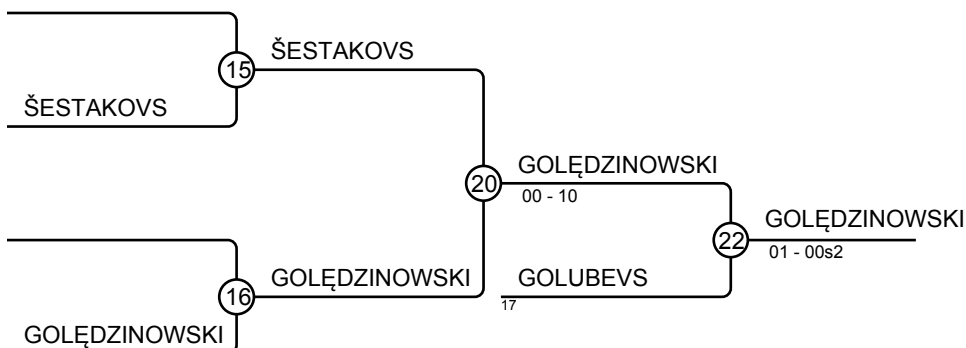 ŠESTAKOVS
15
ŠESTAKOVS
GOLĘDZINOWSKI
20
00 - 10
GOLĘDZINOWSKI
22
01 - 00s2
GOLĘDZINOWSKI
GOLUBEVS
16
17
GOLĘDZINOWSKI